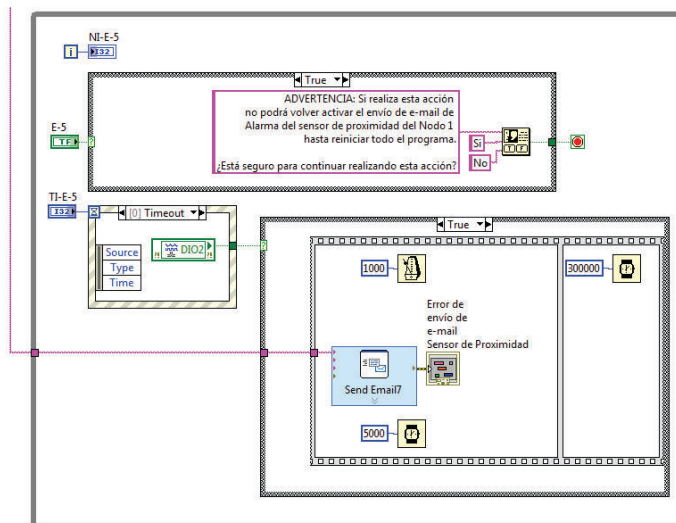 NI-E-5
i
I32
True
ADVERTENCIA: Si realiza esta acción
no podrá volver activar el envío de e-mail de
Alarma del sensor de proximidad del Nodo 1
hasta reiniciar todo el programa.
¿Está seguro para continuar realizando esta acción?
Si
No
T F
E-5
TF
TI-E-5
I32
[0] Timeout
Source
Type
Time
DIO2
True
1000
300000
Error de
envío de
e-mail
Sensor de Proximidad
Send Email7
5000